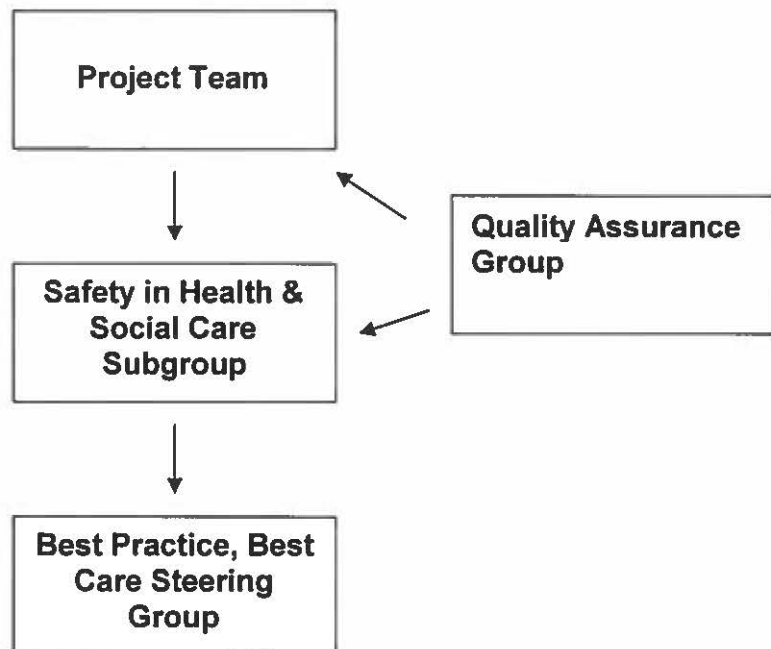 Project Team
Quality Assurance
Group
Safety in Health &
Social Care
Subgroup
Best Practice, Best
Care Steering
Group